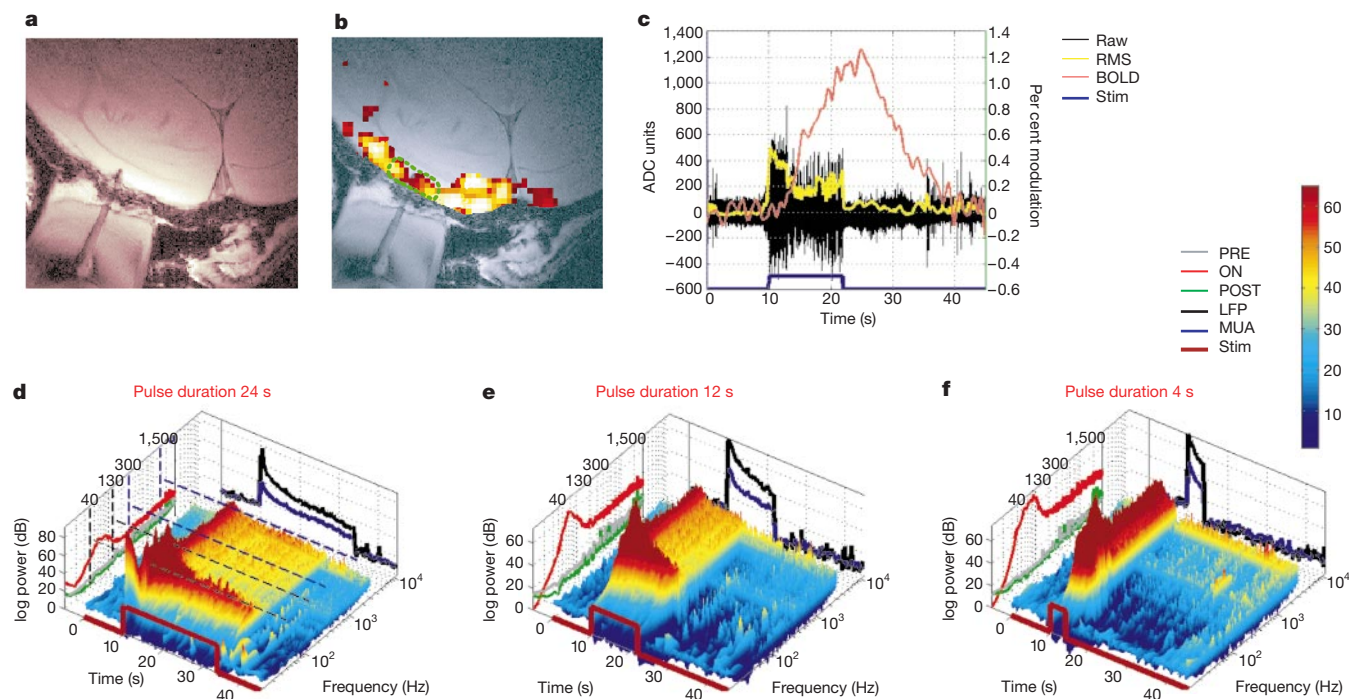 a
b
c
1,400
1,200
1,000
800
600
400
200
0
−200
−400
−600
ADC units
1.4
1.2
1.0
0.8
0.6
0.4
0.2
0
−0.2
−0.4
−0.6
Per cent modulation
0 10 20 30 40
Time (s)
Raw
RMS
BOLD
Stim
PRE
ON
POST
LFP
MUA
Stim
60
50
40
30
20
10
d
Pulse duration 24 s
1,500
300
130
40
80
60
40
20
0
log power (dB)
0
10
20
30
40
Time (s)
10²
10³
10⁴
Frequency (Hz)
e
Pulse duration 12 s
1,500
300
130
40
60
40
20
0
log power (dB)
0
10
20
30
40
Time (s)
10²
10³
10⁴
Frequency (Hz)
f
Pulse duration 4 s
1,500
300
130
40
60
40
20
0
log power (dB)
0
10
20
30
40
Time (s)
10²
10³
10⁴
Frequency (Hz)